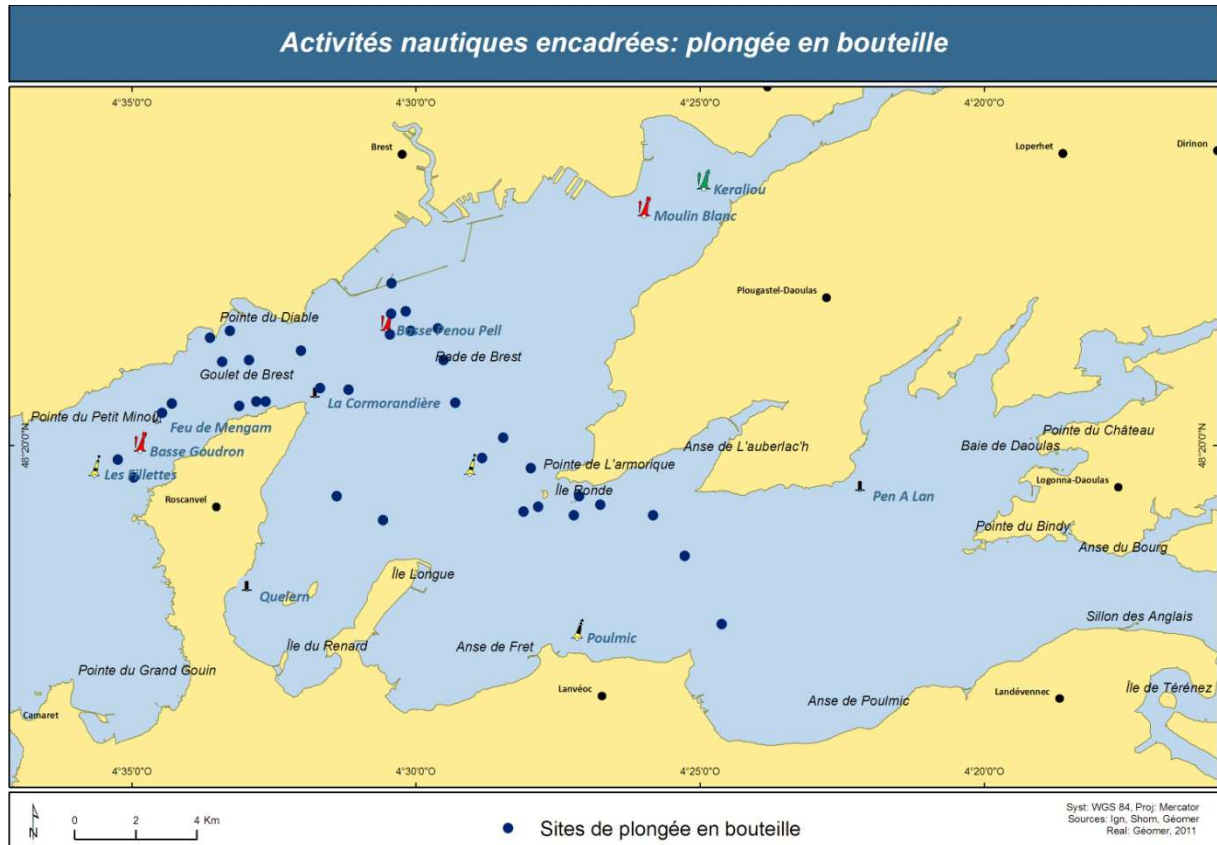 Activités nautiques encadrées: plongée en bouteille
4°35'0"O
4°30'0"O
4°25'0"O
4°20'0"O
Brest
Loperhet
Dirinon
Keraliou
Moulin Blanc
Plougastel-Daoulas
Pointe du Diable
Basse Penou Pell
Rade de Brest
Goulet de Brest
La Cormorandière
Pointe du Petit Minou
Feu de Mengam
Basse Goudron
Les Fillettes
48°20'0"N
Roscanvel
Anse de L'auberlac'h
Pointe de L'armorique
Île Ronde
Pointe du Château
Baie de Daoulas
48°20'0"N
Logonna-Daoulas
Pen A Lan
Pointe du Bindy
Anse du Bourg
Île Longue
Quelern
Sillon des Anglais
Poulmic
Île du Renard
Anse de Fret
Pointe du Grand Gouin
Lanvéoc
Anse de Poulmic
Landévennec
Île de Térénez
Camaret
4°35'0"O
4°30'0"O
4°25'0"O
4°20'0"O
N
0 2 4 Km
Sites de plongée en bouteille
Syst: WGS 84, Proj: Mercator
Sources: Ign, Shom, Géomer
Real: Géomer, 2011